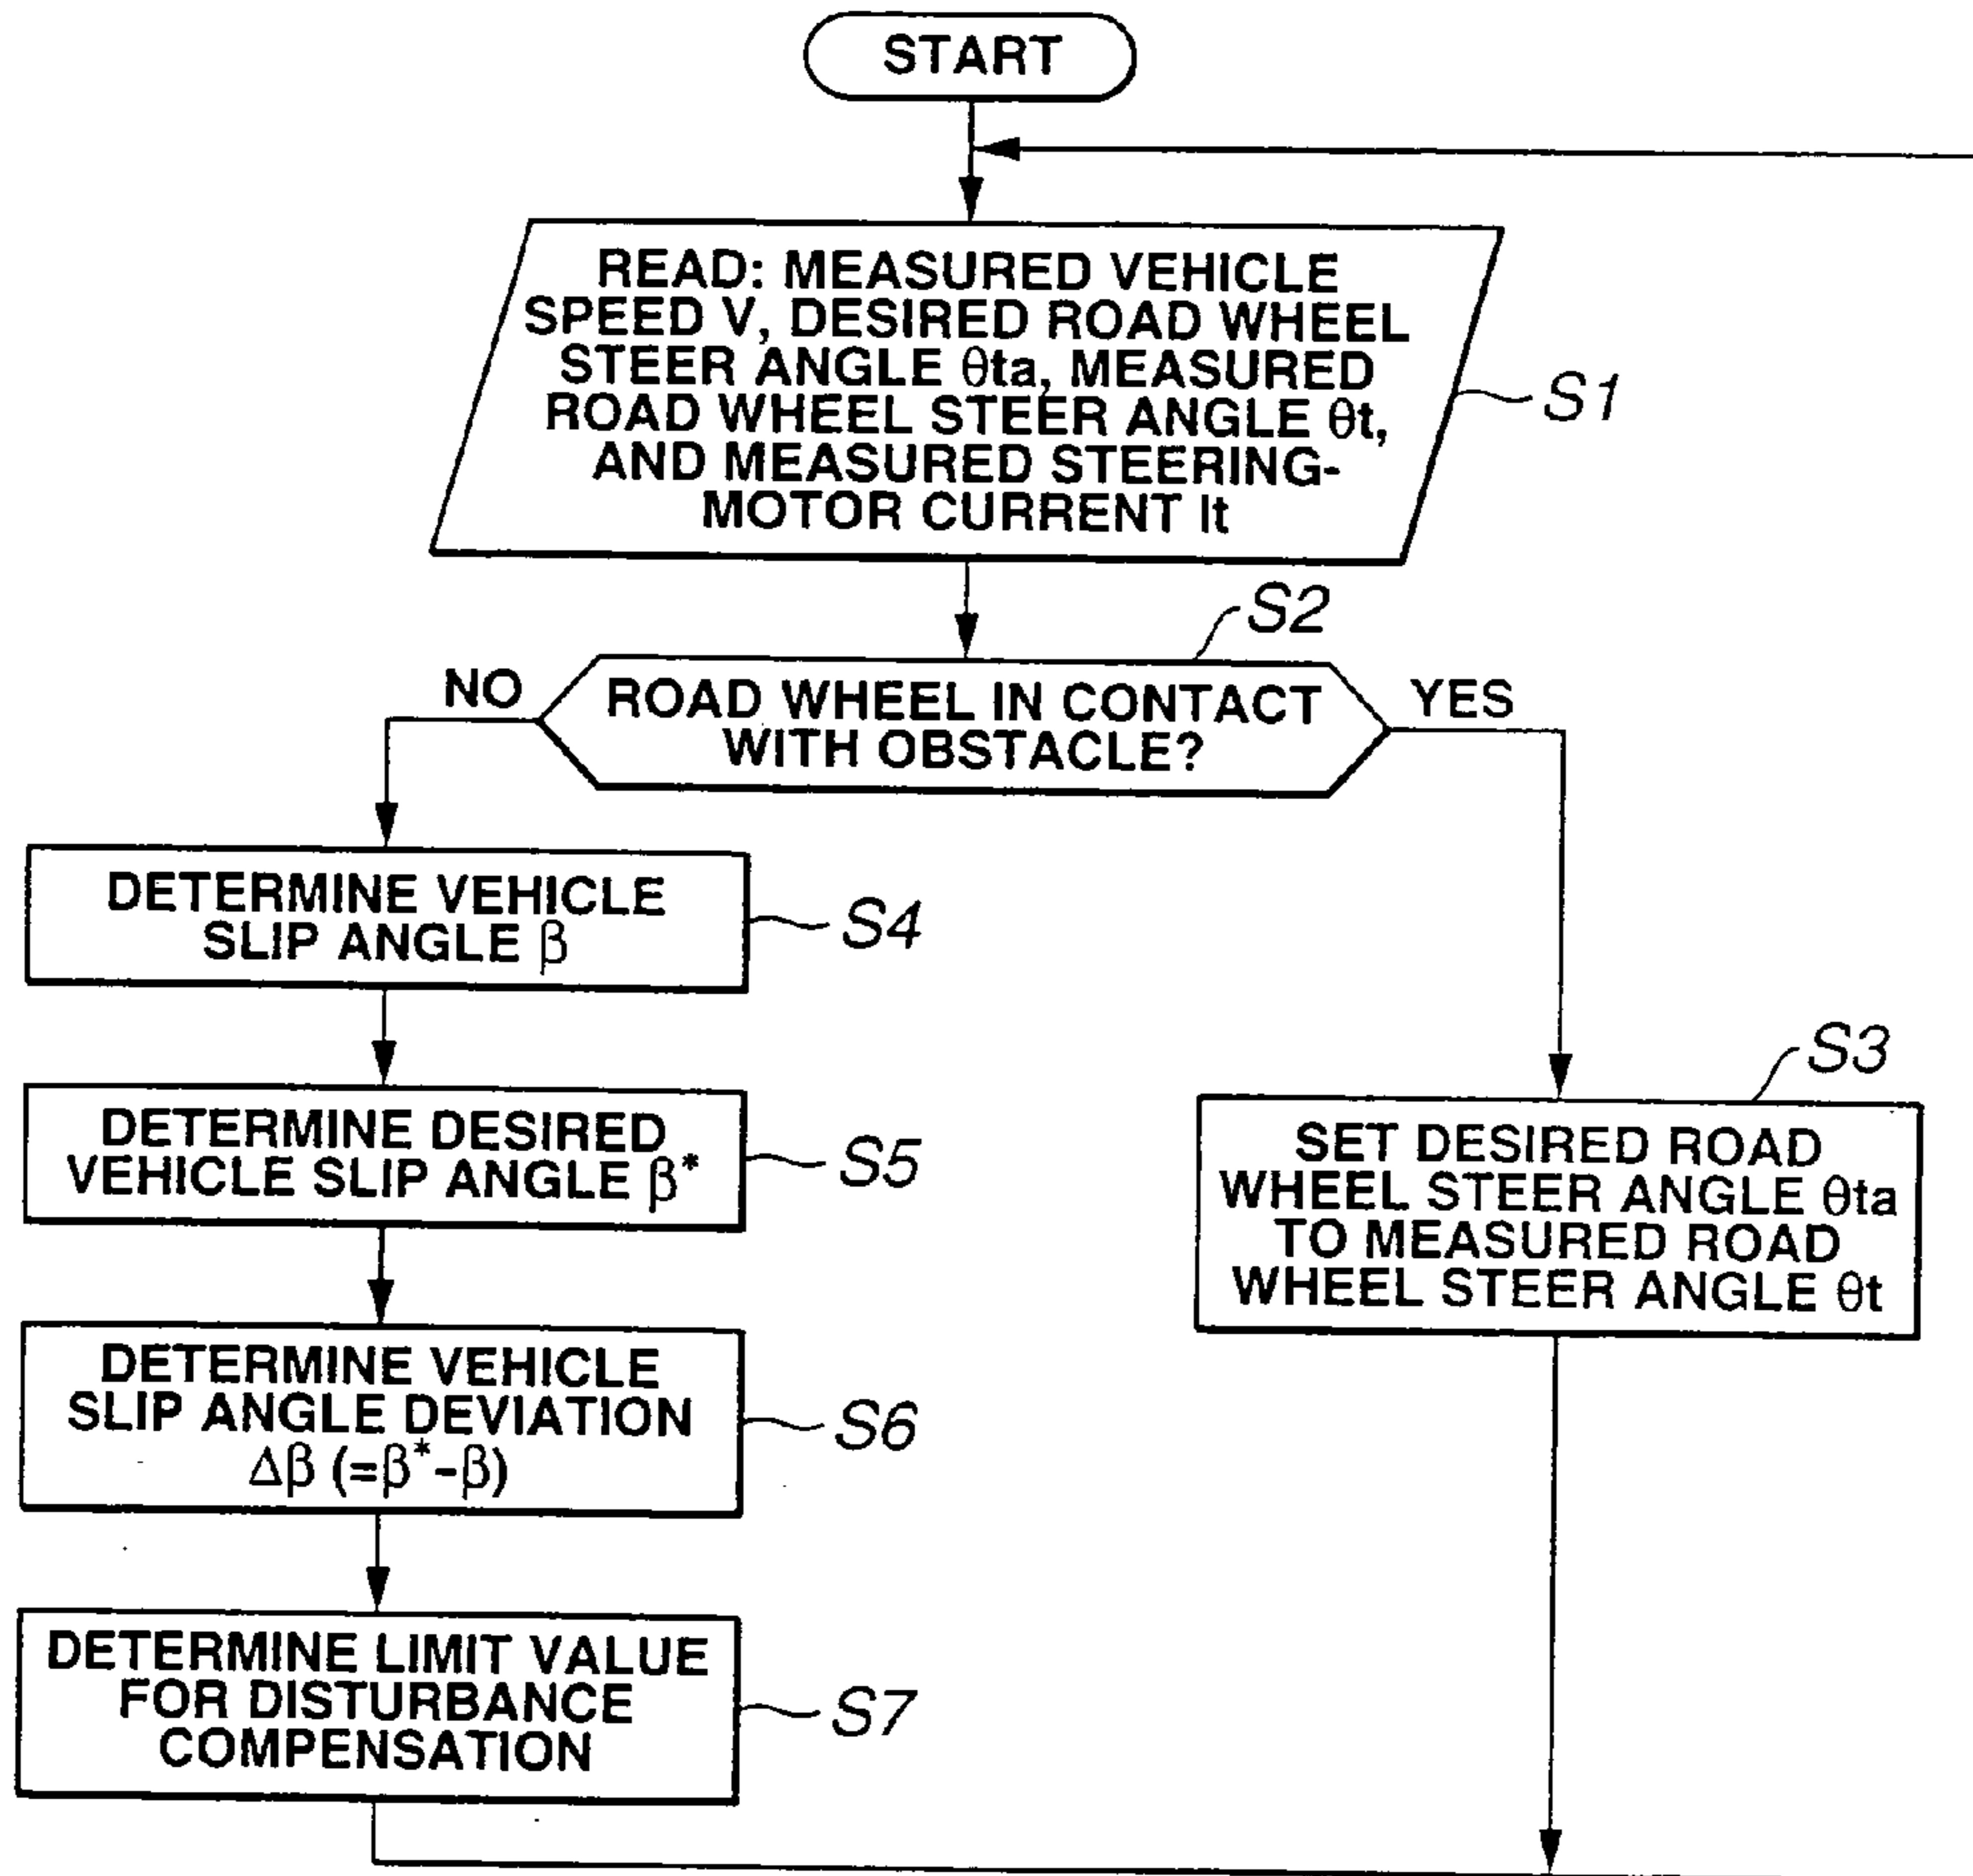 START
READ: MEASURED VEHICLE
SPEED V, DESIRED ROAD WHEEL
STEER ANGLE θta, MEASURED
ROAD WHEEL STEER ANGLE θt,
AND MEASURED STEERING-
MOTOR CURRENT It
S1
S2
NO
ROAD WHEEL IN CONTACT
WITH OBSTACLE?
YES
DETERMINE VEHICLE
SLIP ANGLE β
S4
DETERMINE DESIRED
VEHICLE SLIP ANGLE β*
S5
S3
SET DESIRED ROAD
WHEEL STEER ANGLE θta
TO MEASURED ROAD
WHEEL STEER ANGLE θt
DETERMINE VEHICLE
SLIP ANGLE DEVIATION
Δβ (=β*-β)
S6
DETERMINE LIMIT VALUE
FOR DISTURBANCE
COMPENSATION
S7